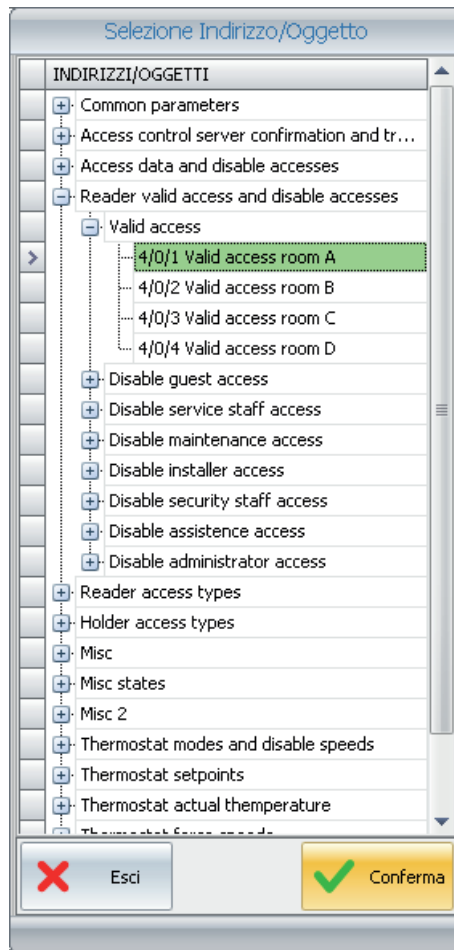 Selezione Indirizzo/Oggetto
INDIRIZZI/OGGETTI
Common parameters
Access control server confirmation and tr...
Access data and disable accesses
Reader valid access and disable accesses
Valid access
4/0/1 Valid access room A
4/0/2 Valid access room B
4/0/3 Valid access room C
4/0/4 Valid access room D
Disable guest access
Disable service staff access
Disable maintenance access
Disable installer access
Disable security staff access
Disable assistence access
Disable administrator access
Reader access types
Holder access types
Misc
Misc states
Misc 2
Thermostat modes and disable speeds
Thermostat setpoints
Thermostat actual themperature
Thermostat force speeds
Esci
Conferma